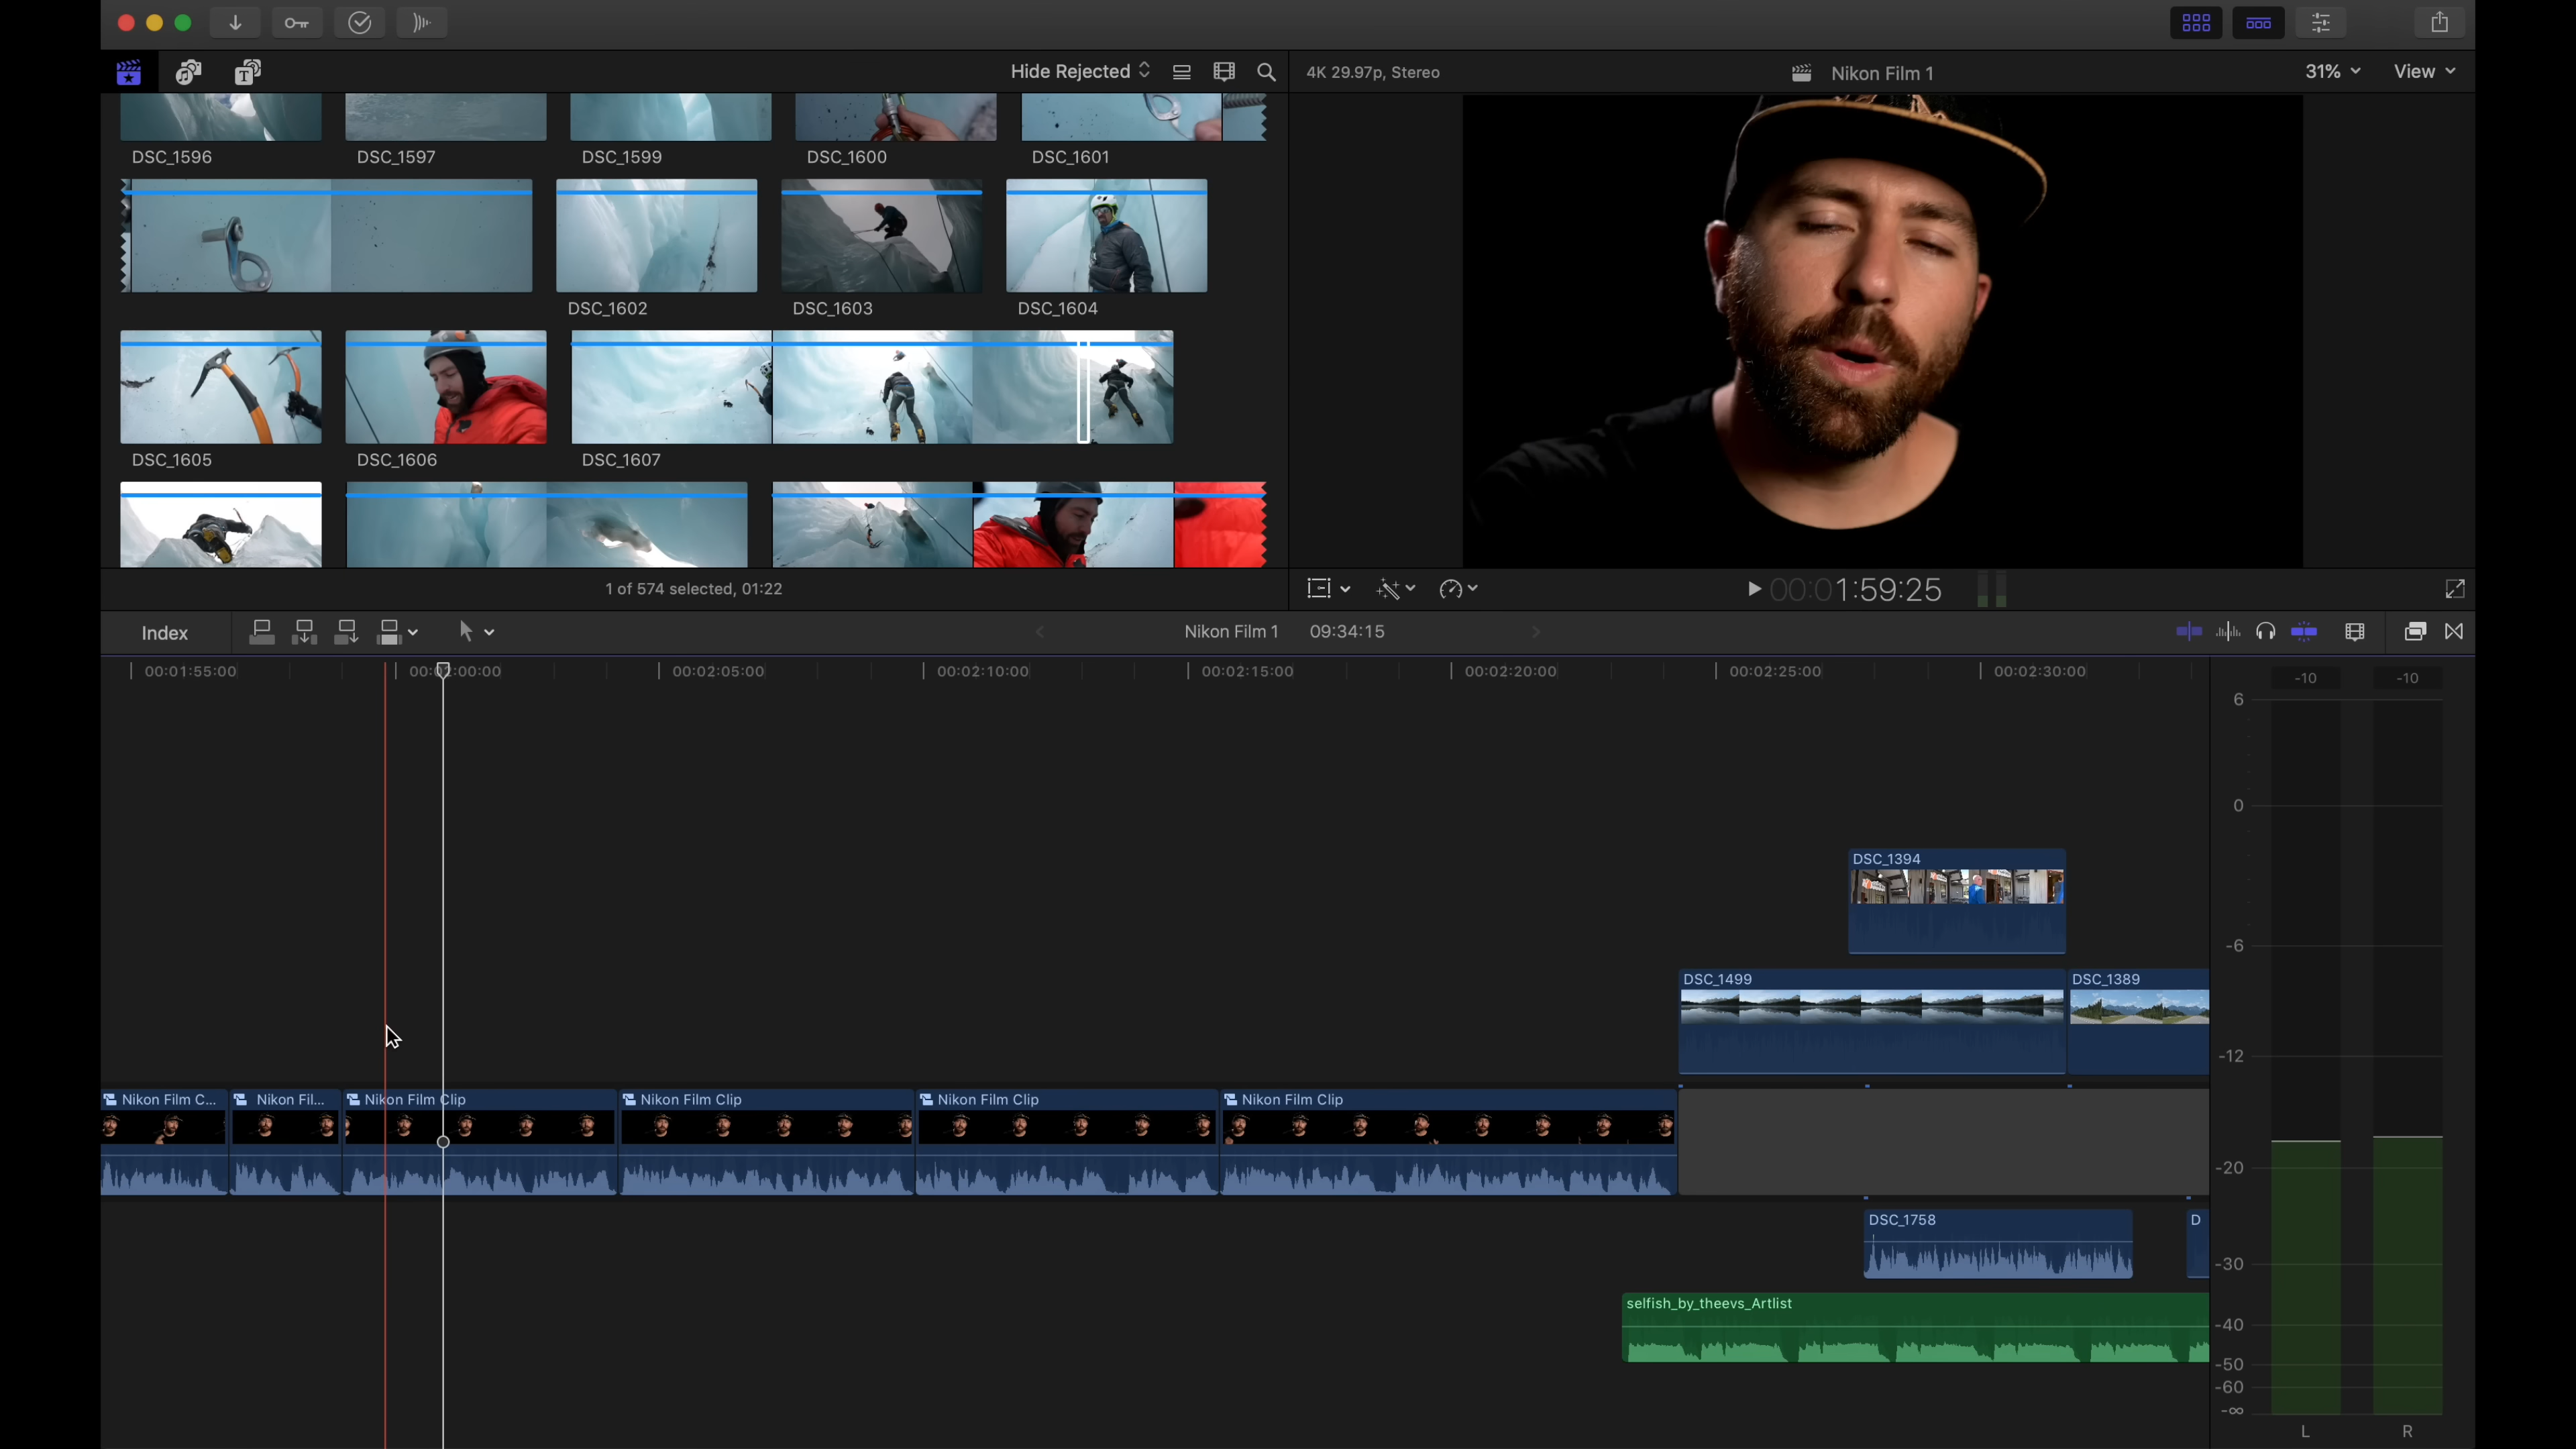 Hide Rejected
4K 29.97p, Stereo
Nikon Film 1
31%
View
DSC_1596
DSC_1597
DSC_1599
DSC_1600
DSC_1601
DSC_1602
DSC_1603
DSC_1604
DSC_1605
DSC_1606
DSC_1607
1 of 574 selected, 01:22
00:01:59:25
Index
Nikon Film 1
09:34:15
00:01:55:00
00:02:00:00
00:02:05:00
00:02:10:00
00:02:15:00
00:02:20:00
00:02:25:00
00:02:30:00
-10
-10
6
0
-6
-12
-20
-30
-40
-50
-60
-∞
L
R
DSC_1394
DSC_1499
DSC_1389
Nikon Film C...
Nikon Fil...
Nikon Film Clip
Nikon Film Clip
Nikon Film Clip
Nikon Film Clip
DSC_1758
D
selfish_by_theevs_Artlist